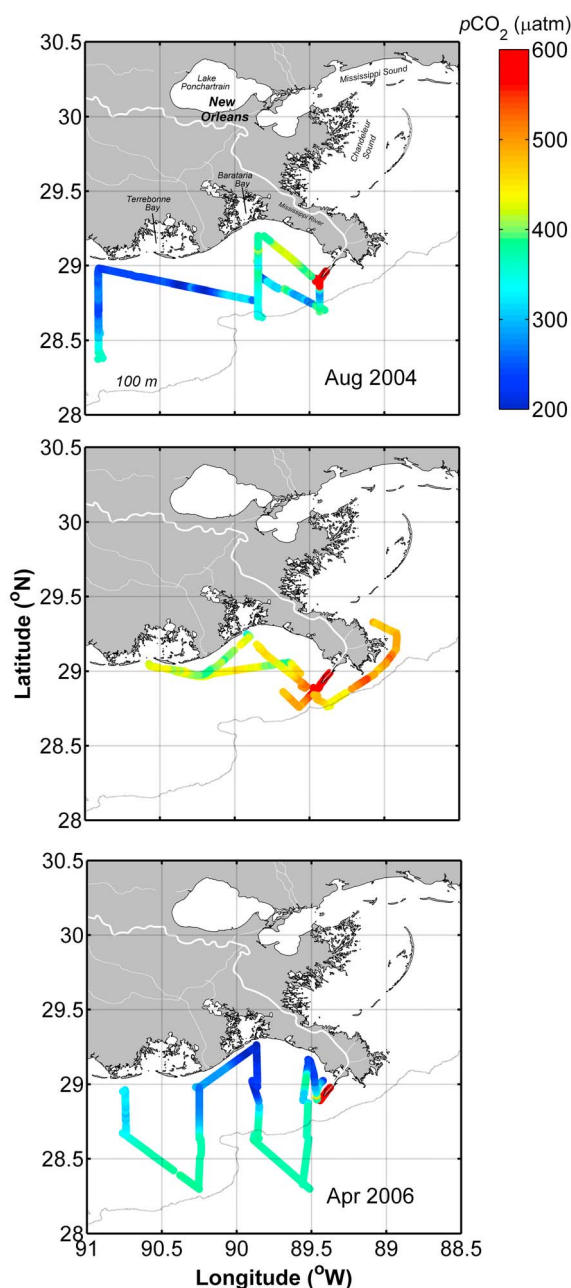 pCO2 (µatm)
30.5
30
29.5
29
28.5
28
Lake
Ponchartrain
New
Orleans
Mississippi Sound
Chandeleur
Sound
Barataria
Bay
Terrebonne
Bay
Mississippi River
100 m
Aug 2004
600
500
400
300
200
30.5
30
29.5
29
28.5
28
Latitude (oN)
30.5
30
29.5
29
28.5
28
Apr 2006
91
90.5
90
89.5
89
88.5
Longitude (oW)